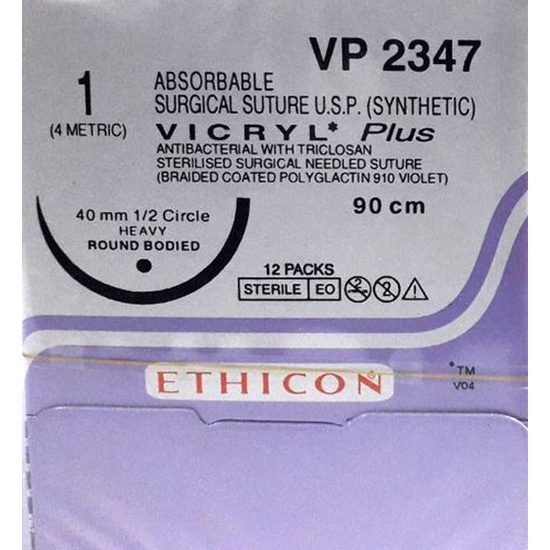 VP 2347
1
(4 METRIC)
ABSORBABLE
SURGICAL SUTURE U.S.P. (SYNTHETIC)
VICRYL* Plus
ANTIBACTERIAL WITH TRICLOSAN
STERILISED SURGICAL NEEDLED SUTURE
(BRAIDED COATED POLYGLACTIN 910 VIOLET)
90 cm
40 mm 1/2 Circle
HEAVY
ROUND BODIED
12 PACKS
STERILE EO
ETHICON
*TM
V04